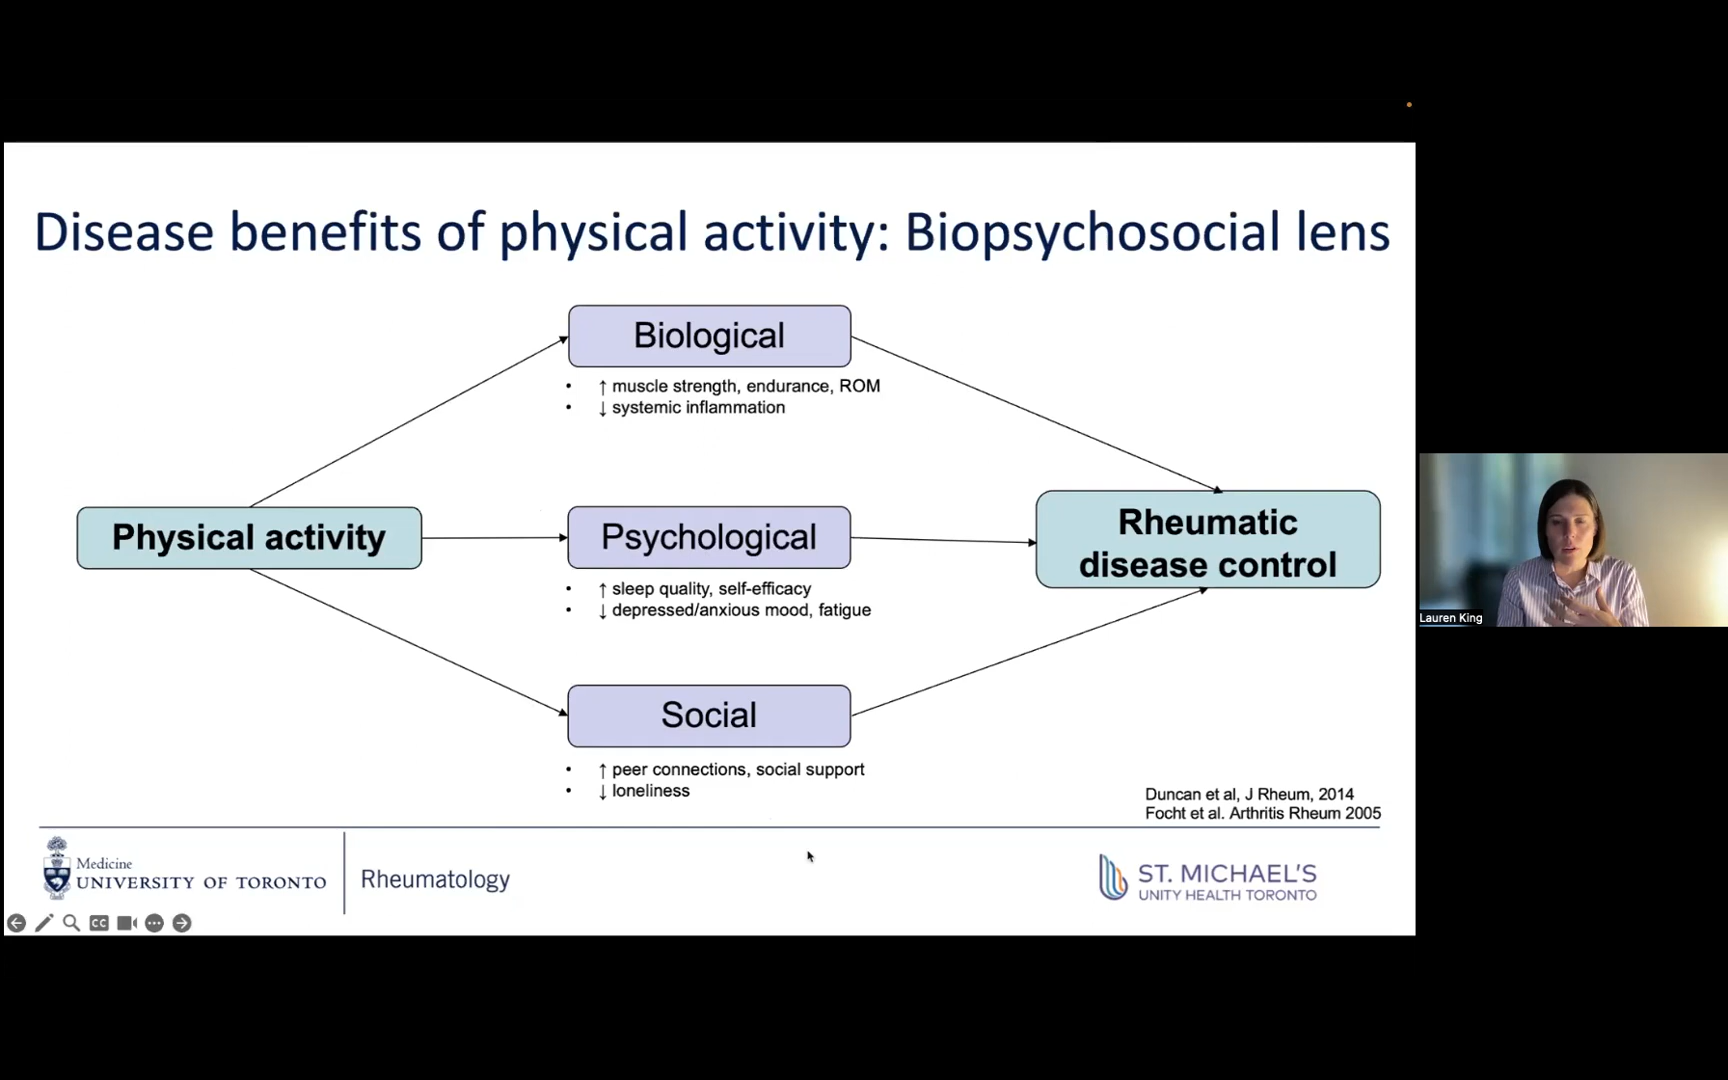 Disease benefits of physical activity: Biopsychosocial lens
Biological
• ↑ muscle strength, endurance, ROM
• ↓ systemic inflammation
Physical activity
Psychological
• ↑ sleep quality, self-efficacy
• ↓ depressed/anxious mood, fatigue
Rheumatic
disease control
Social
• ↑ peer connections, social support
• ↓ loneliness
Duncan et al, J Rheum, 2014
Focht et al. Arthritis Rheum 2005
Medicine
UNIVERSITY OF TORONTO
Rheumatology
ST. MICHAEL'S
UNITY HEALTH TORONTO
CC
Lauren King